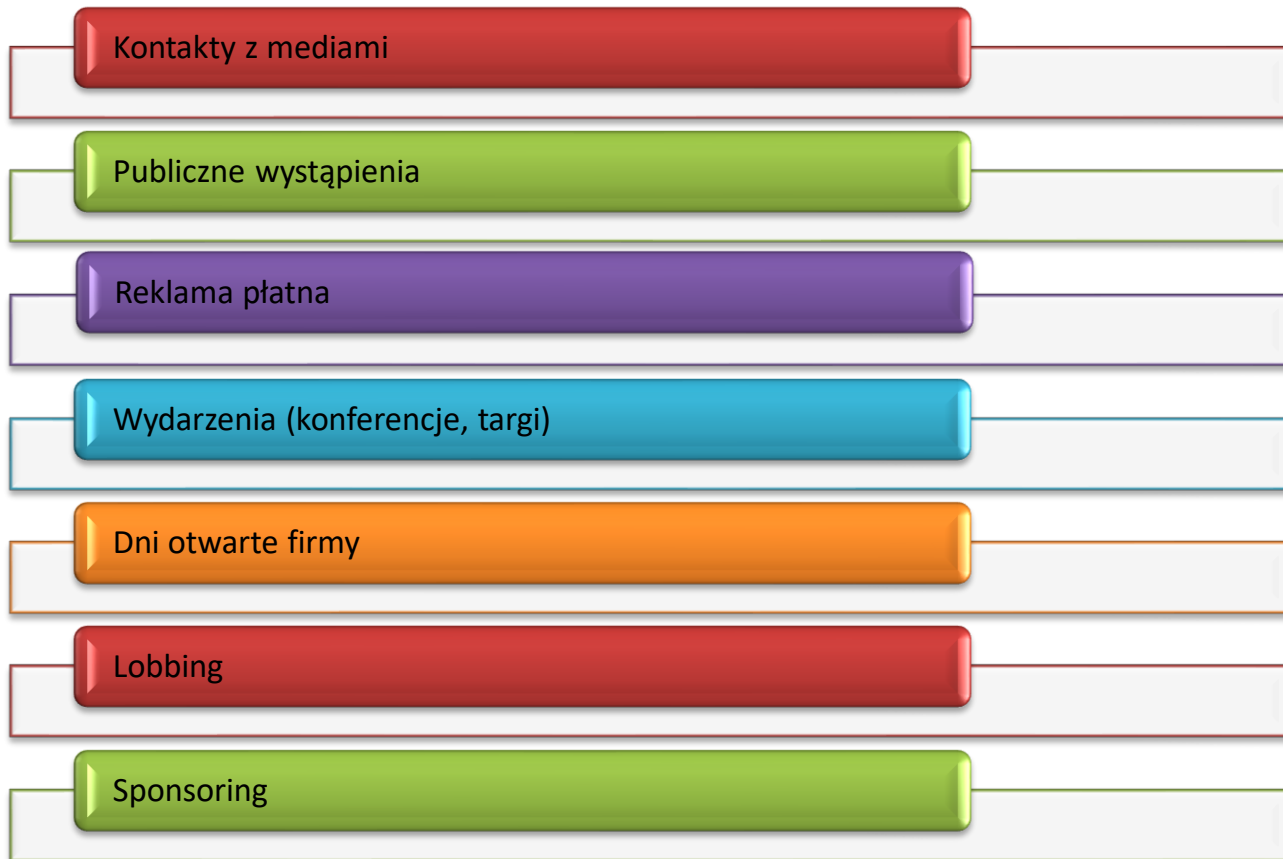 Kontakty z mediami
Publiczne wystąpienia
Reklama płatna
Wydarzenia (konferencje, targi)
Dni otwarte firmy
Lobbing
Sponsoring